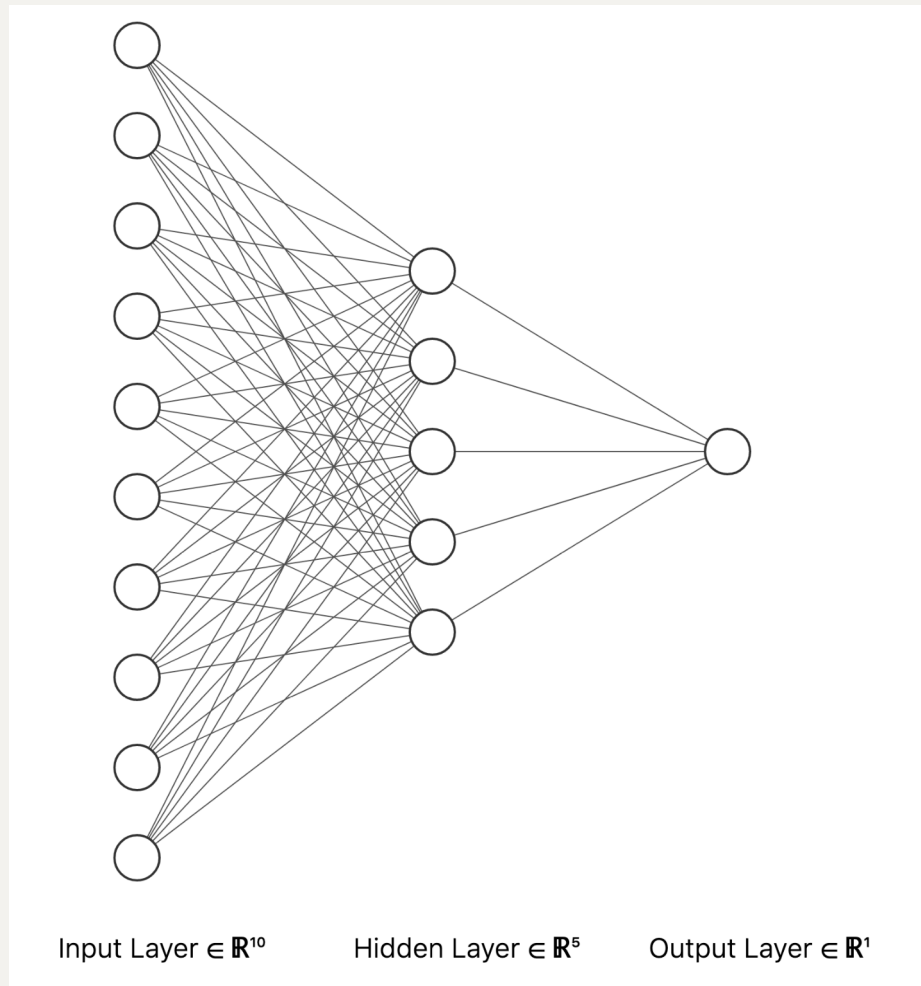 Input Layer ∈ ℝ¹⁰ Hidden Layer ∈ ℝ⁵ Output Layer ∈ ℝ¹